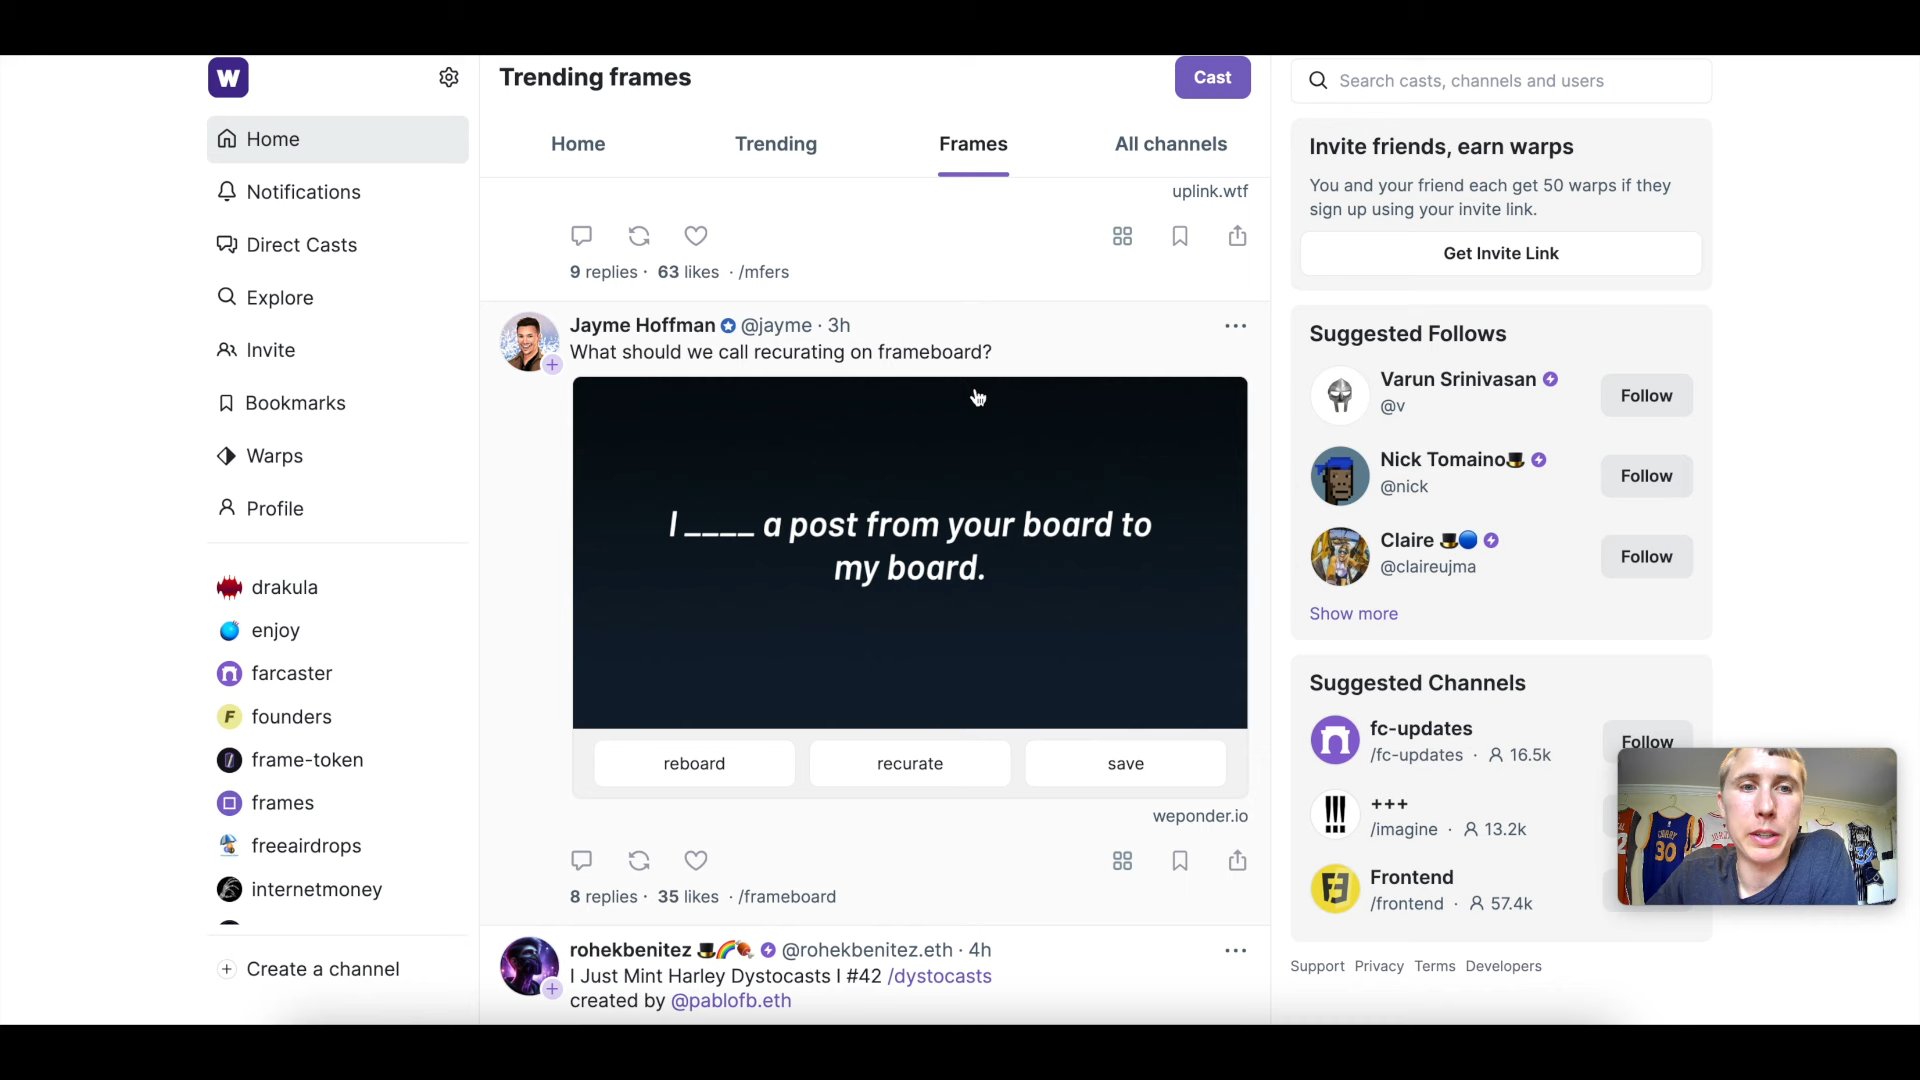 W
Home
Notifications
Direct Casts
Explore
Invite
Bookmarks
Warps
Profile
drakula
enjoy
farcaster
founders
frame-token
frames
freeairdrops
internetmoney
Create a channel
Trending frames
Cast
Home Trending Frames All channels
uplink.wtf
9 replies · 63 likes · /mfers
Jayme Hoffman @jayme · 3h
What should we call recurating on frameboard?
I ____ a post from your board to
my board.
reboard recurate save
weponder.io
8 replies · 35 likes · /frameboard
rohekbenitez 🎩🌈🍖 @rohekbenitez.eth · 4h
I Just Mint Harley Dystocasts I #42 /dystocasts
created by @pablofb.eth
Search casts, channels and users
Invite friends, earn warps
You and your friend each get 50 warps if they
sign up using your invite link.
Get Invite Link
Suggested Follows
Varun Srinivasan
@v
Follow
Nick Tomaino🎩
@nick
Follow
Claire 🎩🔵
@claireujma
Follow
Show more
Suggested Channels
fc-updates
/fc-updates · 16.5k
Follow
+++
/imagine · 13.2k
Frontend
/frontend · 57.4k
CURRY
30
Support Privacy Terms Developers